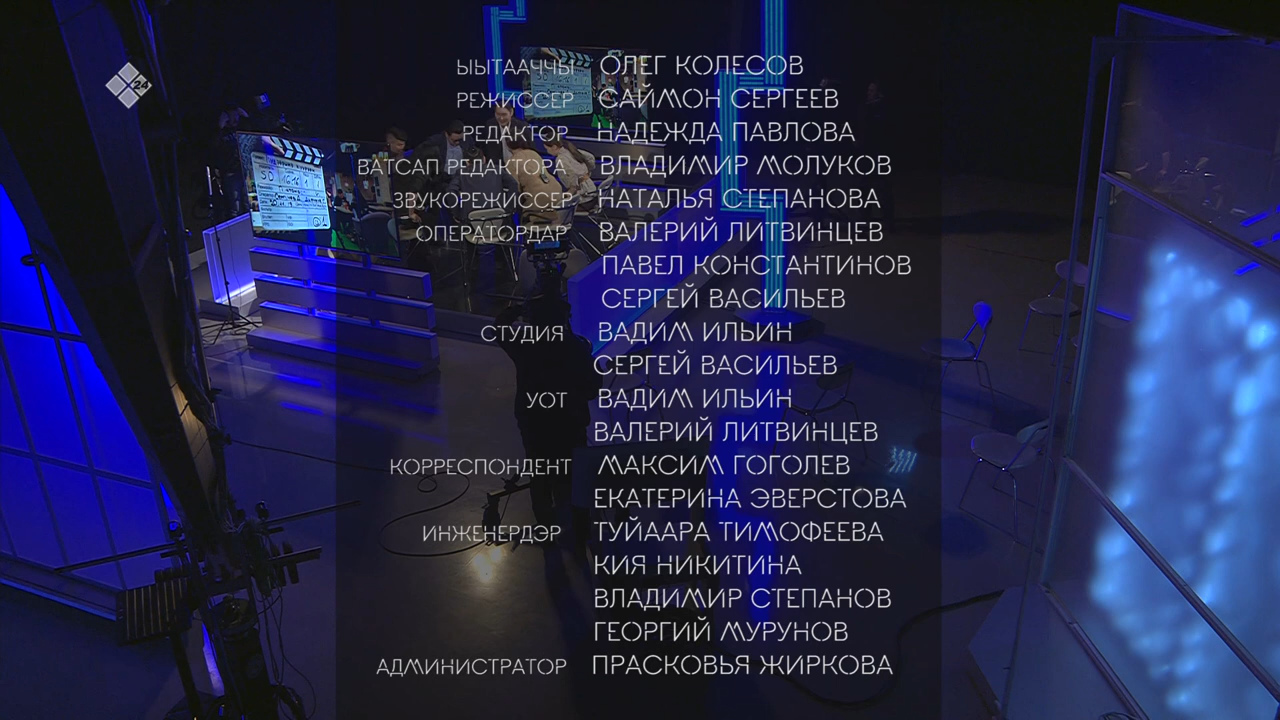 24
ЫЫТААЧЧЫ ОЛЕГ КОЛЕСОВ
РЕЖИССЕР САЙМОН СЕРГЕЕВ
РЕДАКТОР НАДЕЖДА ПАВЛОВА
ВАТСАП РЕДАКТОРА ВЛАДИМИР МОЛУКОВ
ЗВУКОРЕЖИССЕР НАТАЛЬЯ СТЕПАНОВА
ОПЕРАТОРДАР ВАЛЕРИЙ ЛИТВИНЦЕВ
ПАВЕЛ КОНСТАНТИНОВ
СЕРГЕЙ ВАСИЛЬЕВ
СТУДИЯ ВАДИМ ИЛЬИН
СЕРГЕЙ ВАСИЛЬЕВ
УОТ ВАДИМ ИЛЬИН
ВАЛЕРИЙ ЛИТВИНЦЕВ
КОРРЕСПОНДЕНТ МАКСИМ ГОГОЛЕВ
ЕКАТЕРИНА ЭВЕРСТОВА
ИНЖЕНЕРДЭР ТУЙААРА ТИМОФЕЕВА
КИЯ НИКИТИНА
ВЛАДИМИР СТЕПАНОВ
ГЕОРГИЙ МУРУНОВ
АДМИНИСТРАТОР ПРАСКОВЬЯ ЖИРКОВА